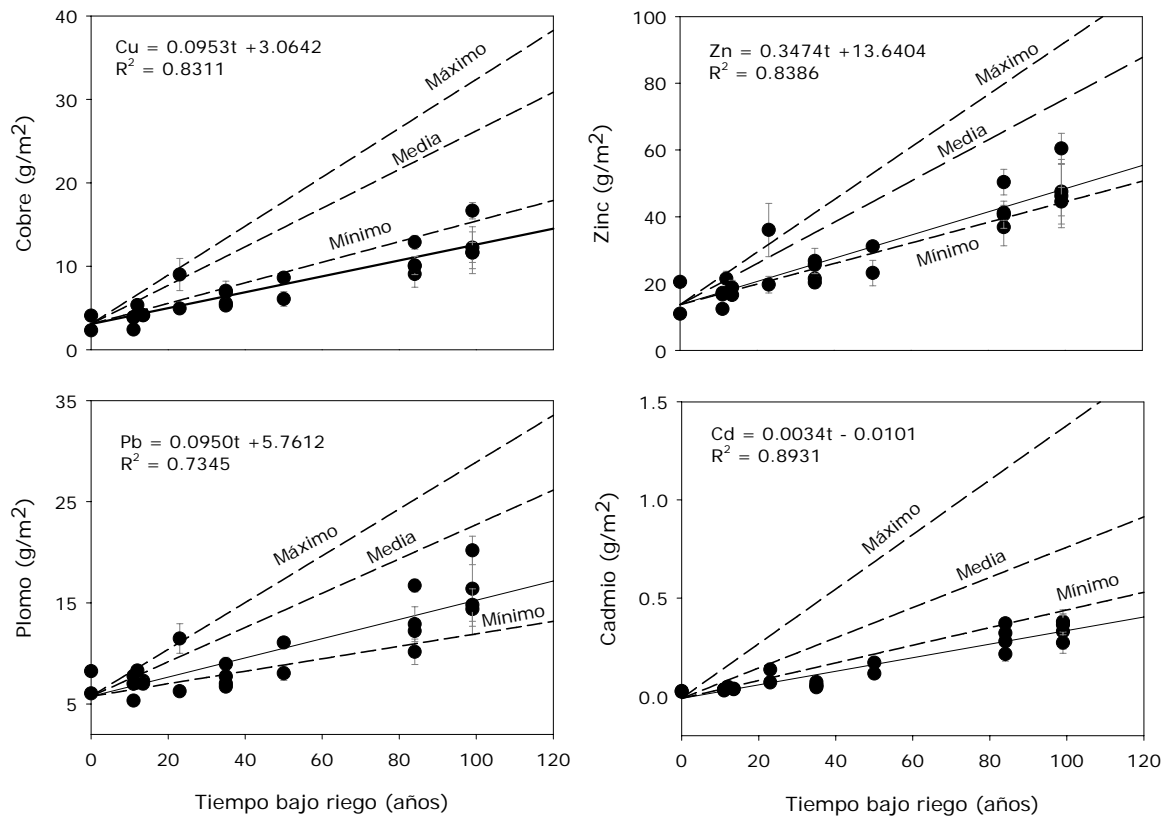 40
30
20
10
0
Cobre (g/m²)
Cu = 0.0953t +3.0642
R² = 0.8311
Máximo
Media
Mínimo
100
80
60
40
20
0
Zinc (g/m²)
Zn = 0.3474t +13.6404
R² = 0.8386
Máximo
Media
Mínimo
35
25
15
5
Plomo (g/m²)
Pb = 0.0950t +5.7612
R² = 0.7345
Máximo
Media
Mínimo
0 20 40 60 80 100 120
Tiempo bajo riego (años)
1.5
1.0
0.5
0.0
Cadmio (g/m²)
Cd = 0.0034t - 0.0101
R² = 0.8931
Máximo
Media
Mínimo
0 20 40 60 80 100 120
Tiempo bajo riego (años)